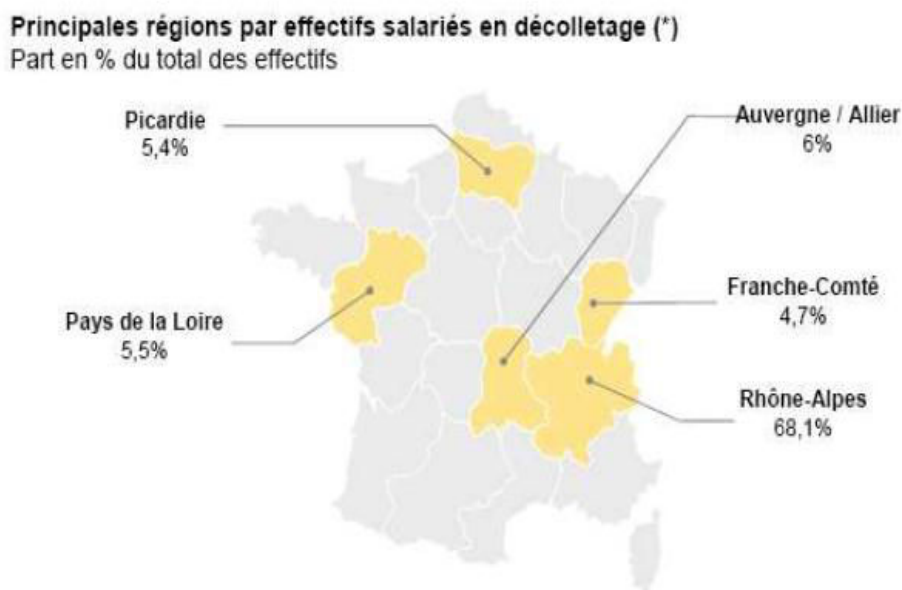 Principales régions par effectifs salariés en décolletage (*)
Part en % du total des effectifs
Picardie
5,4%
Auvergne / Allier
6%
Franche-Comté
4,7%
Pays de la Loire
5,5%
Rhône-Alpes
68,1%